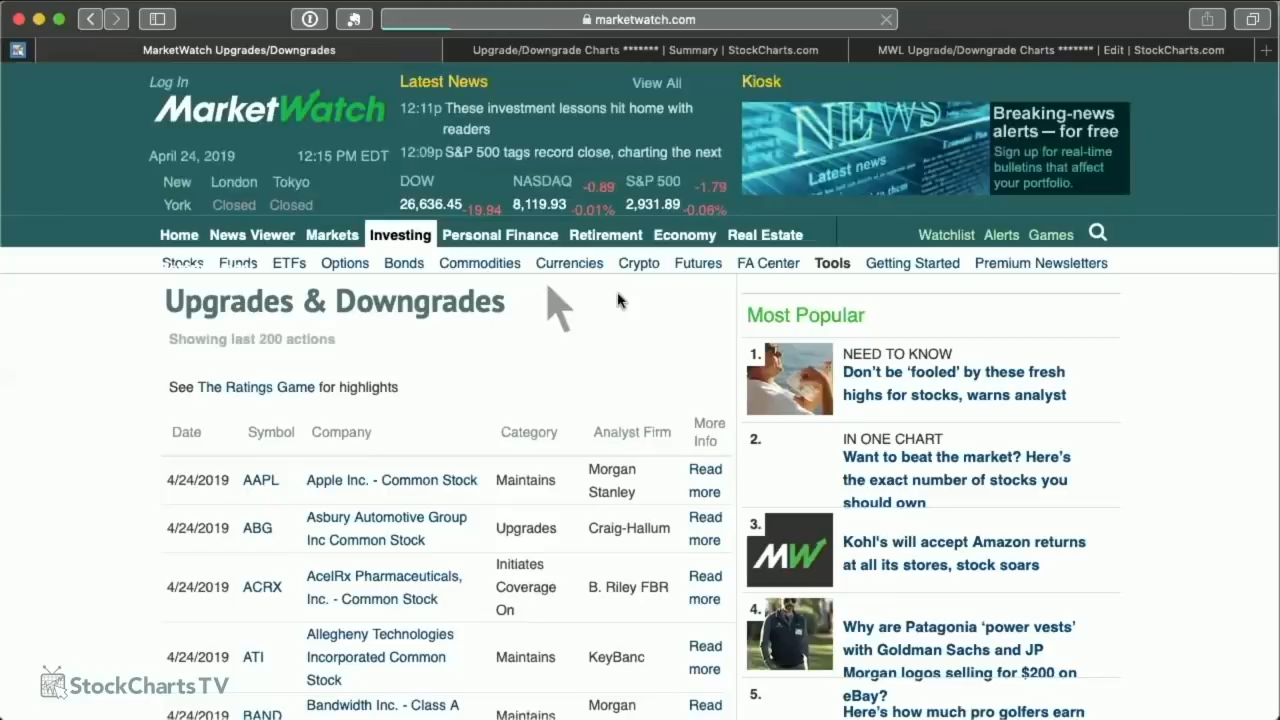 marketwatch.com
MarketWatch Upgrades/Downgrades
Upgrade/Downgrade Charts ******* | Summary | StockCharts.com
MWL Upgrade/Downgrade Charts ******* | Edit | StockCharts.com
Log In
MarketWatch
April 24, 2019 12:15 PM EDT
New York
London Closed
Tokyo Closed
Latest News View All
12:11p These investment lessons hit home with
readers
12:09p S&P 500 tags record close, charting the next
DOW NASDAQ -0.89 S&P 500 -1.79
26,636.45 -19.94 8,119.93 -0.01% 2,931.89 -0.06%
Kiosk
NEWS
Latest news
Breaking-news
alerts — for free
Sign up for real-time
bulletins that affect
your portfolio.
Home News Viewer Markets Investing Personal Finance Retirement Economy Real Estate Watchlist Alerts Games
Stocks Funds ETFs Options Bonds Commodities Currencies Crypto Futures FA Center Tools Getting Started Premium Newsletters
Upgrades & Downgrades
Showing last 200 actions
See The Ratings Game for highlights
Date Symbol Company Category Analyst Firm More Info
4/24/2019 AAPL Apple Inc. - Common Stock Maintains Morgan Stanley Read more
4/24/2019 ABG Asbury Automotive Group Inc Common Stock Upgrades Craig-Hallum Read more
4/24/2019 ACRX AcelRx Pharmaceuticals, Inc. - Common Stock Initiates Coverage On B. Riley FBR Read more
4/24/2019 ATI Allegheny Technologies Incorporated Common Stock Maintains KeyBanc Read more
4/24/2019 BAND Bandwidth Inc. - Class A Maintains Morgan Read
Most Popular
1. NEED TO KNOW
Don't be 'fooled' by these fresh
highs for stocks, warns analyst
2. IN ONE CHART
Want to beat the market? Here's
the exact number of stocks you
should own
3. MW
Kohl's will accept Amazon returns
at all its stores, stock soars
4. Why are Patagonia 'power vests'
with Goldman Sachs and JP
Morgan logos selling for $200 on
eBay?
5. Here's how much pro golfers earn
StockChartsTV